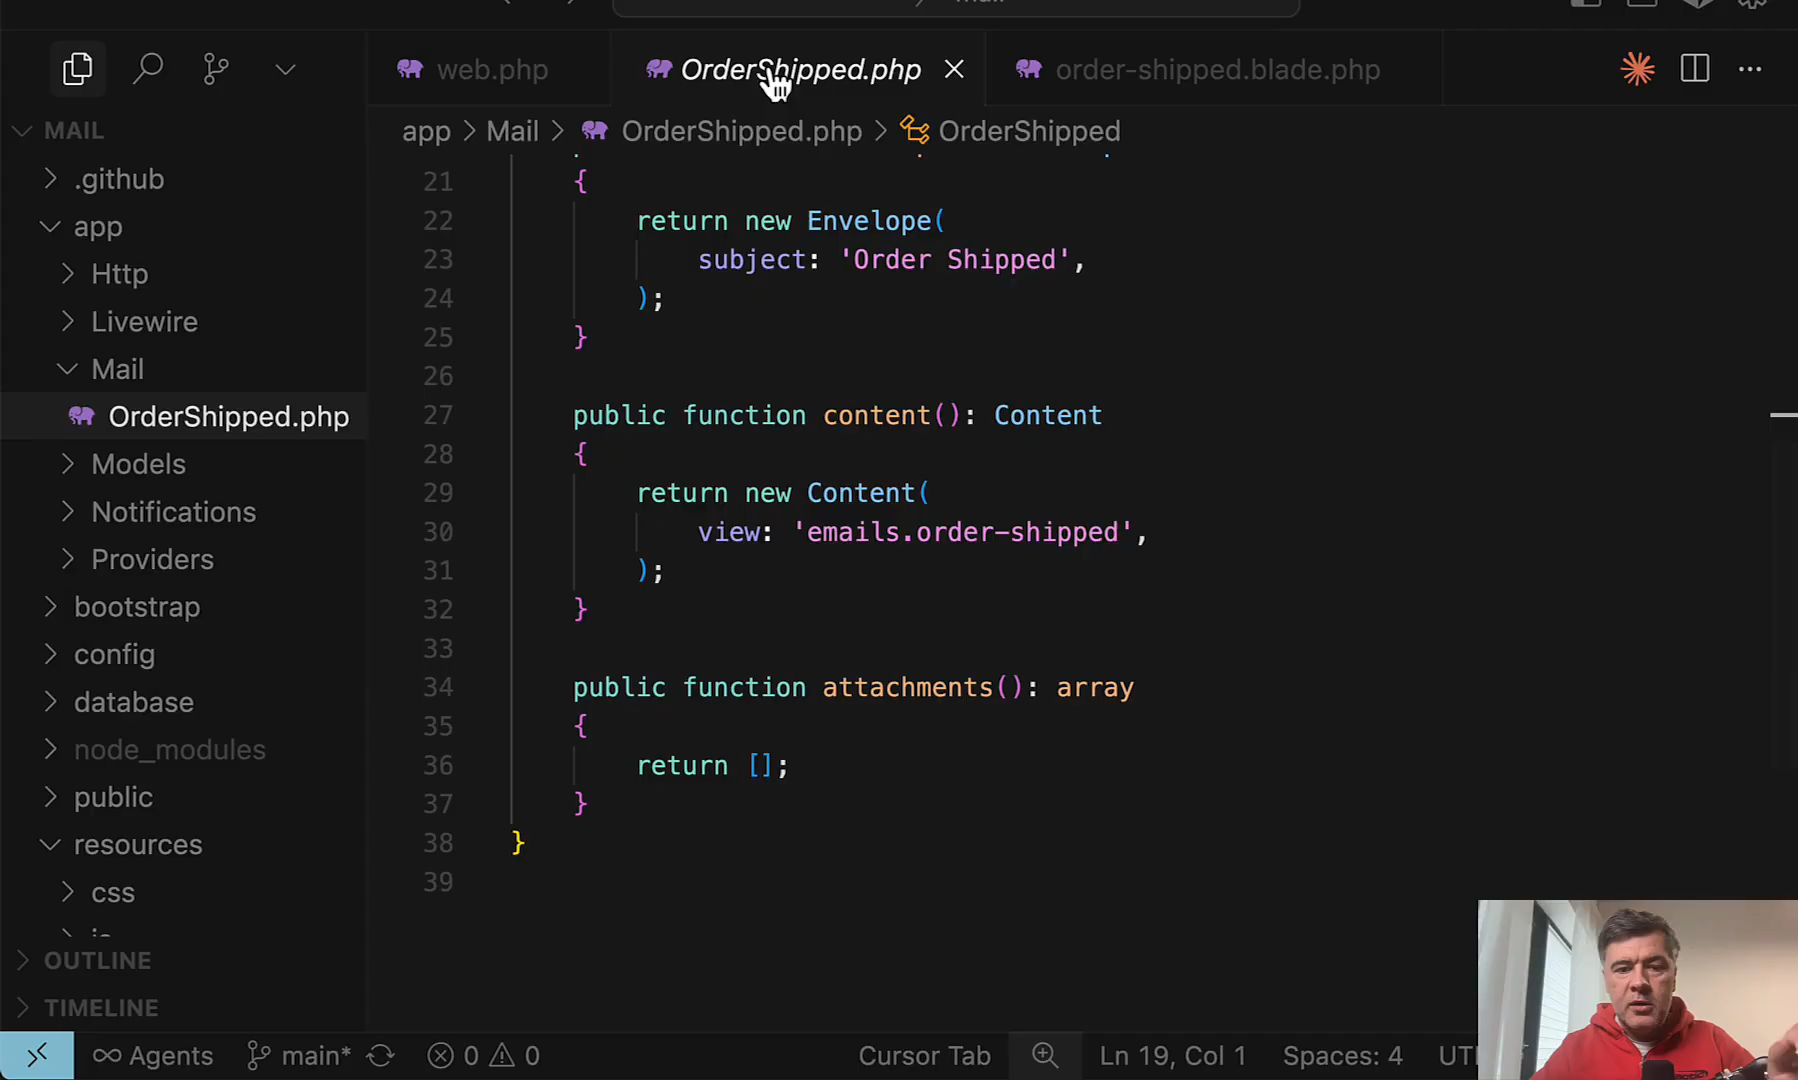 web.php
OrderShipped.php
order-shipped.blade.php
app > Mail > OrderShipped.php > OrderShipped
MAIL
.github
app
Http
Livewire
Mail
OrderShipped.php
Models
Notifications
Providers
bootstrap
config
database
node_modules
public
resources
css
OUTLINE
TIMELINE
21 {
22 return new Envelope(
23 subject: 'Order Shipped',
24 );
25 }
26
27 public function content(): Content
28 {
29 return new Content(
30 view: 'emails.order-shipped',
31 );
32 }
33
34 public function attachments(): array
35 {
36 return [];
37 }
38 }
39
Agents main* 0 0 Cursor Tab Ln 19, Col 1 Spaces: 4